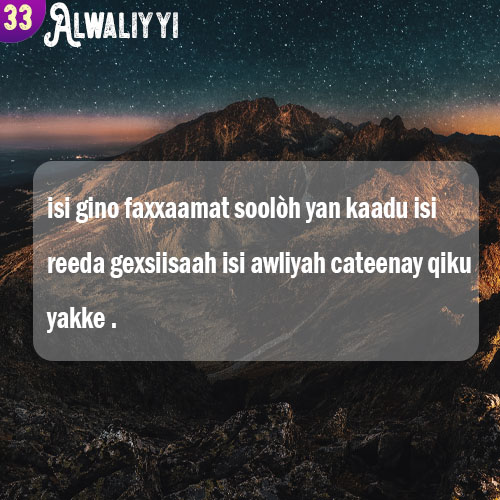 33
ALWALIYYI
isi gino faxxaamat soolòh yan kaadu isi
reeda gexsiisaah isi awliyah cateenay qiku
yakke .